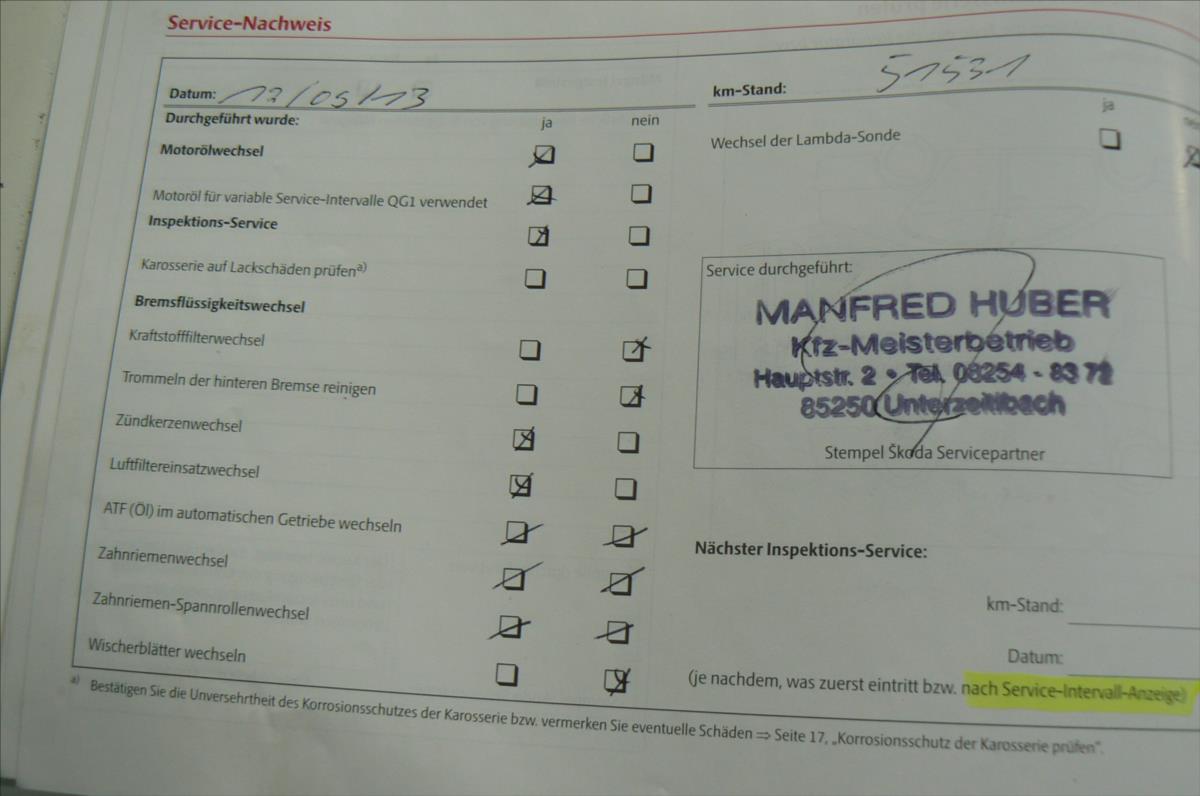 Service-Nachweis
Datum: 17/05/13
km-Stand: 51531
Durchgeführt wurde: ja nein
ja
Motorölwechsel
Wechsel der Lambda-Sonde
Motoröl für variable Service-Intervalle QG1 verwendet
Inspektions-Service
Karosserie auf Lackschäden prüfen a)
Bremsflüssigkeitswechsel
Kraftstofffilterwechsel
Trommeln der hinteren Bremse reinigen
Zündkerzenwechsel
Luftfiltereinsatzwechsel
ATF (Öl) im automatischen Getriebe wechseln
Zahnriemenwechsel
Zahnriemen-Spannrollenwechsel
Wischerblätter wechseln
Service durchgeführt:
MANFRED HUBER
Kfz-Meisterbetrieb
Hauptstr. 2 • Tel. 08254 - 83 72
85250 Unterzeitlbach
Stempel Škoda Servicepartner
Nächster Inspektions-Service:
km-Stand:
Datum:
(je nachdem, was zuerst eintritt bzw. nach Service-Intervall-Anzeige)
a) Bestätigen Sie die Unversehrtheit des Korrosionsschutzes der Karosserie bzw. vermerken Sie eventuelle Schäden ⇒ Seite 17, „Korrosionsschutz der Karosserie prüfen“.